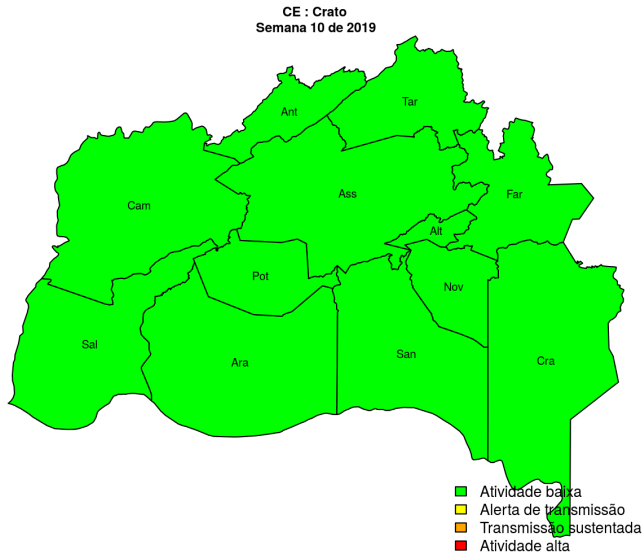 CE : Crato
Semana 10 de 2019
Tar
Ant
Ass
Far
Cam
Alt
Pot
Nov
Sal
San
Ara
Cra
Atividade baixa
Alerta de transmissão
Transmissão sustentada
Atividade alta